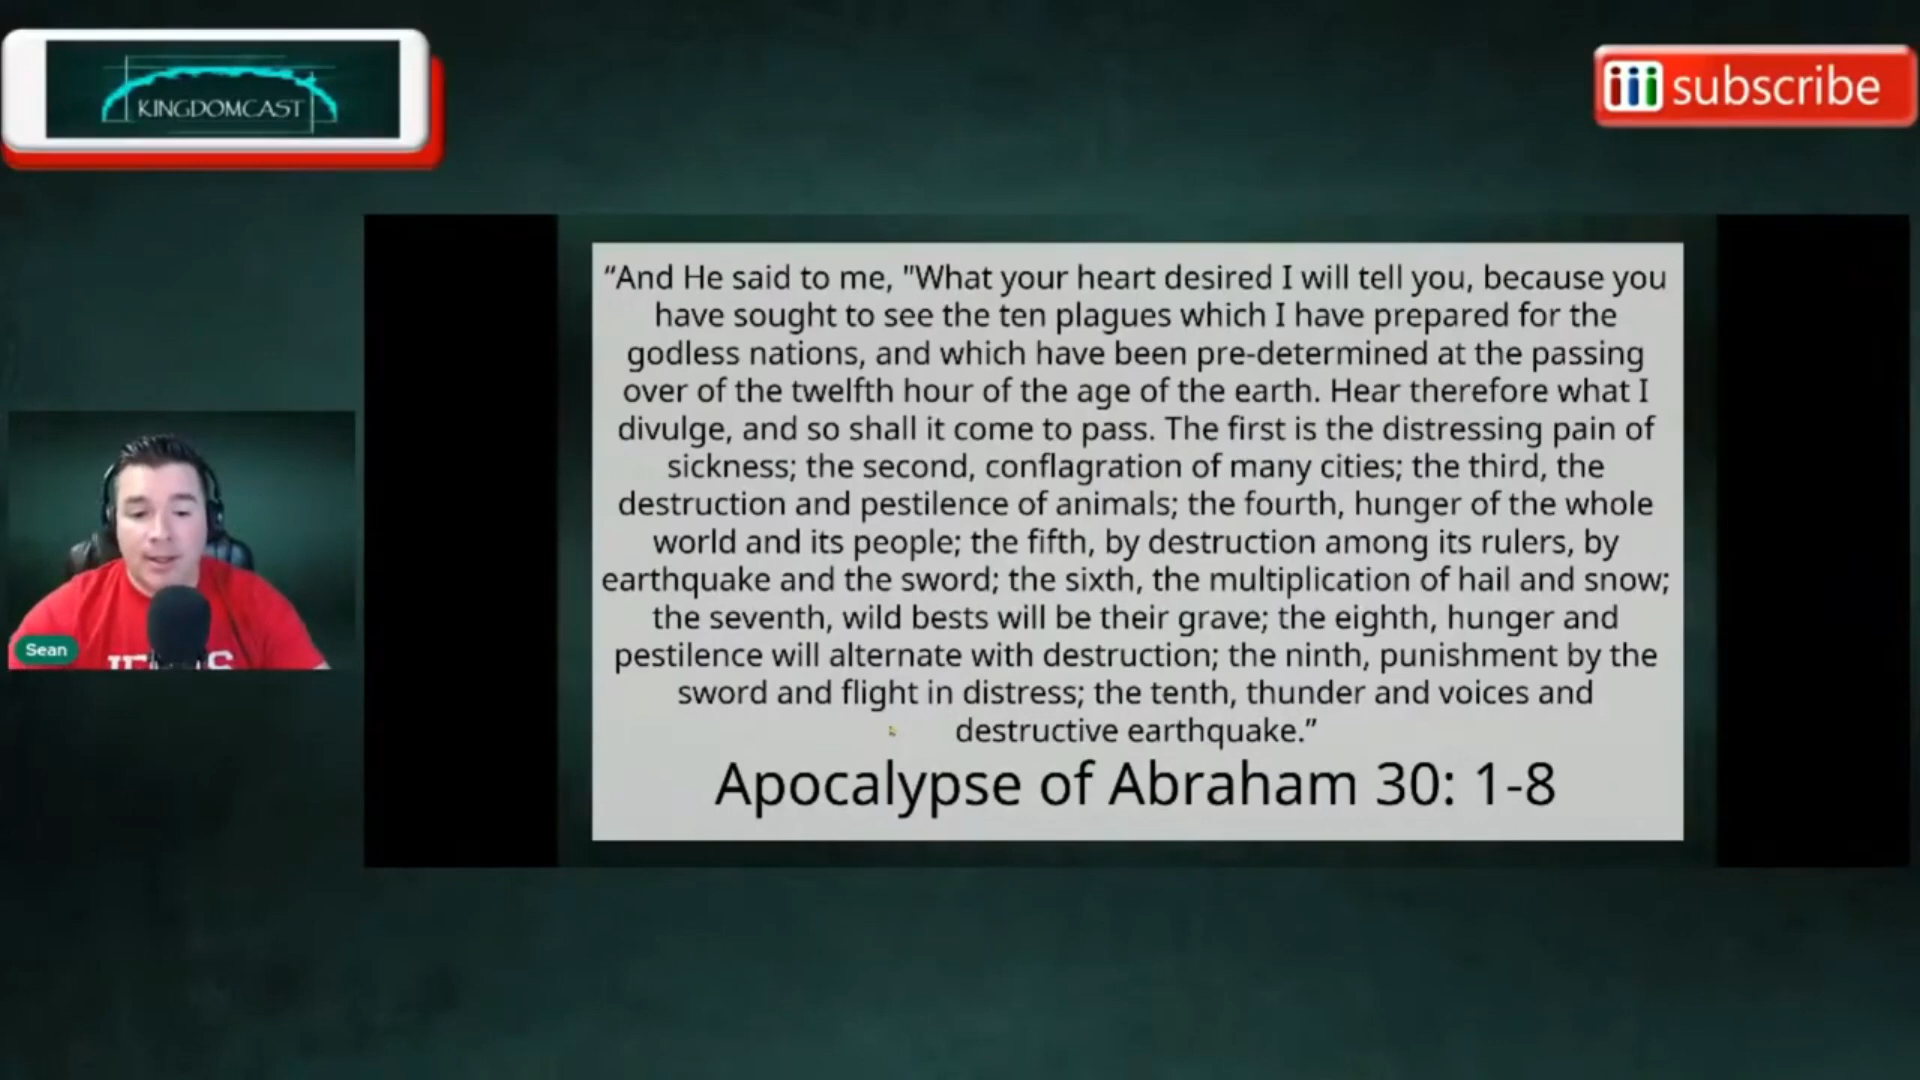 KINGDOMCAST
subscribe
“And He said to me, "What your heart desired I will tell you, because you
have sought to see the ten plagues which I have prepared for the
godless nations, and which have been pre-determined at the passing
over of the twelfth hour of the age of the earth. Hear therefore what I
divulge, and so shall it come to pass. The first is the distressing pain of
sickness; the second, conflagration of many cities; the third, the
destruction and pestilence of animals; the fourth, hunger of the whole
world and its people; the fifth, by destruction among its rulers, by
earthquake and the sword; the sixth, the multiplication of hail and snow;
the seventh, wild bests will be their grave; the eighth, hunger and
pestilence will alternate with destruction; the ninth, punishment by the
sword and flight in distress; the tenth, thunder and voices and
destructive earthquake.”
Apocalypse of Abraham 30: 1-8
Sean